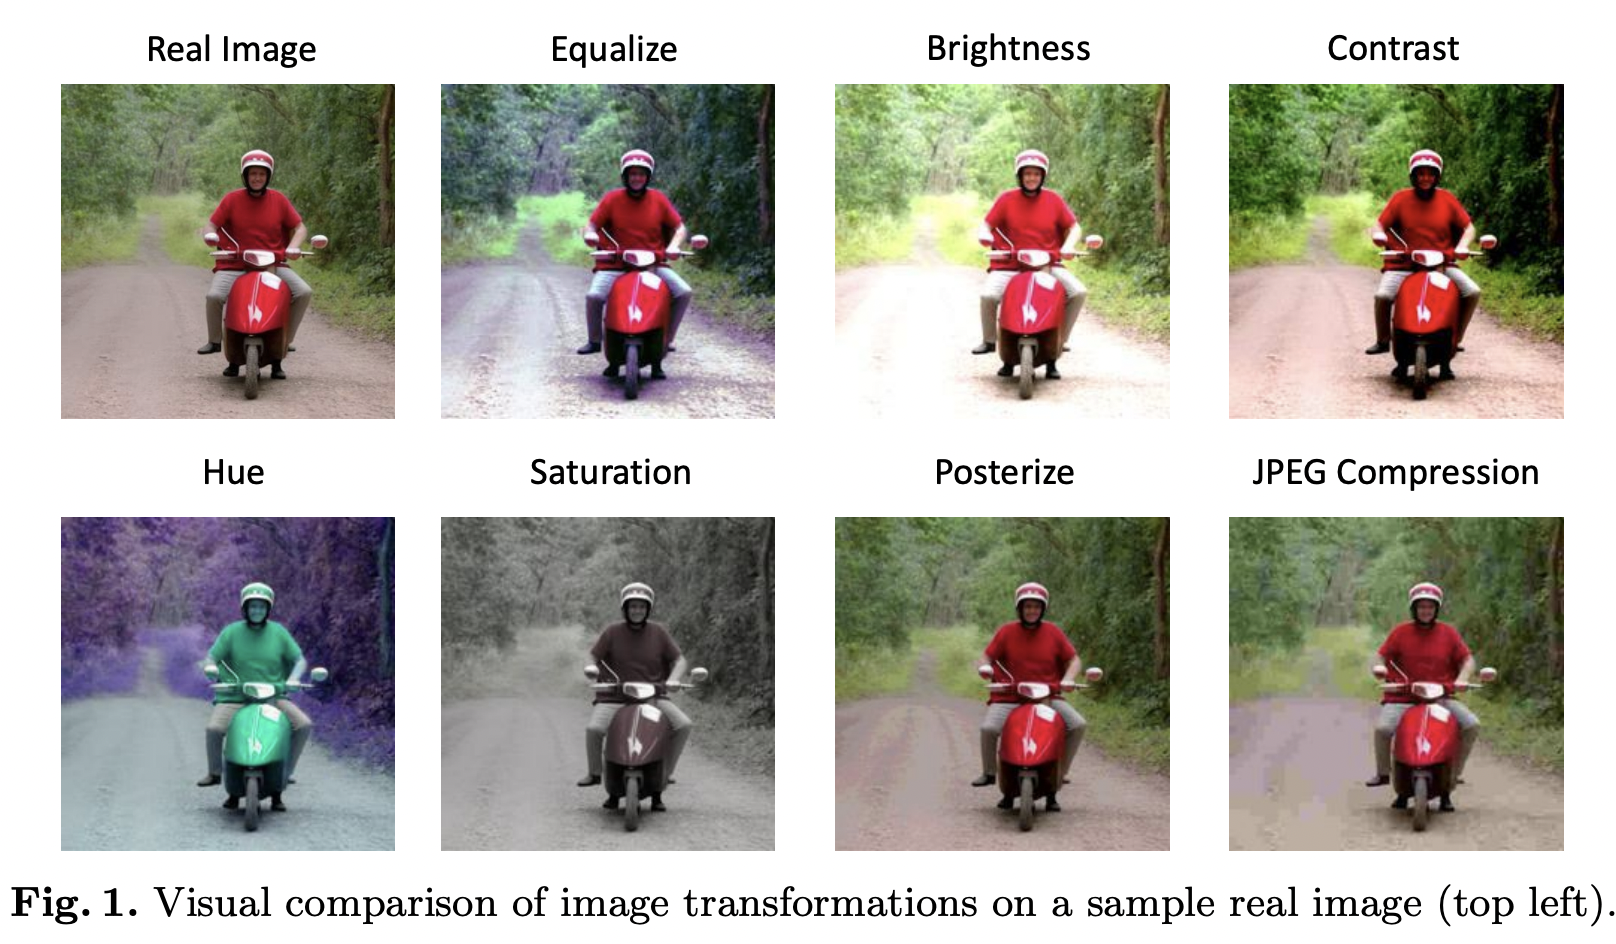 Real Image
Equalize
Brightness
Contrast
Hue
Saturation
Posterize
JPEG Compression
Fig. 1. Visual comparison of image transformations on a sample real image (top left).